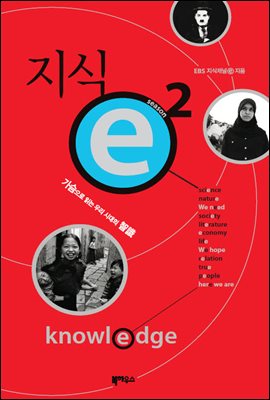 EBS 지식채널ⓔ 지음
지식
e
season 2
가슴으로 읽는 우리 시대의 智識
science
nature
We need
society
literature
economy
life
We hope
relation
true
people
here we are
knowledge
북하우스